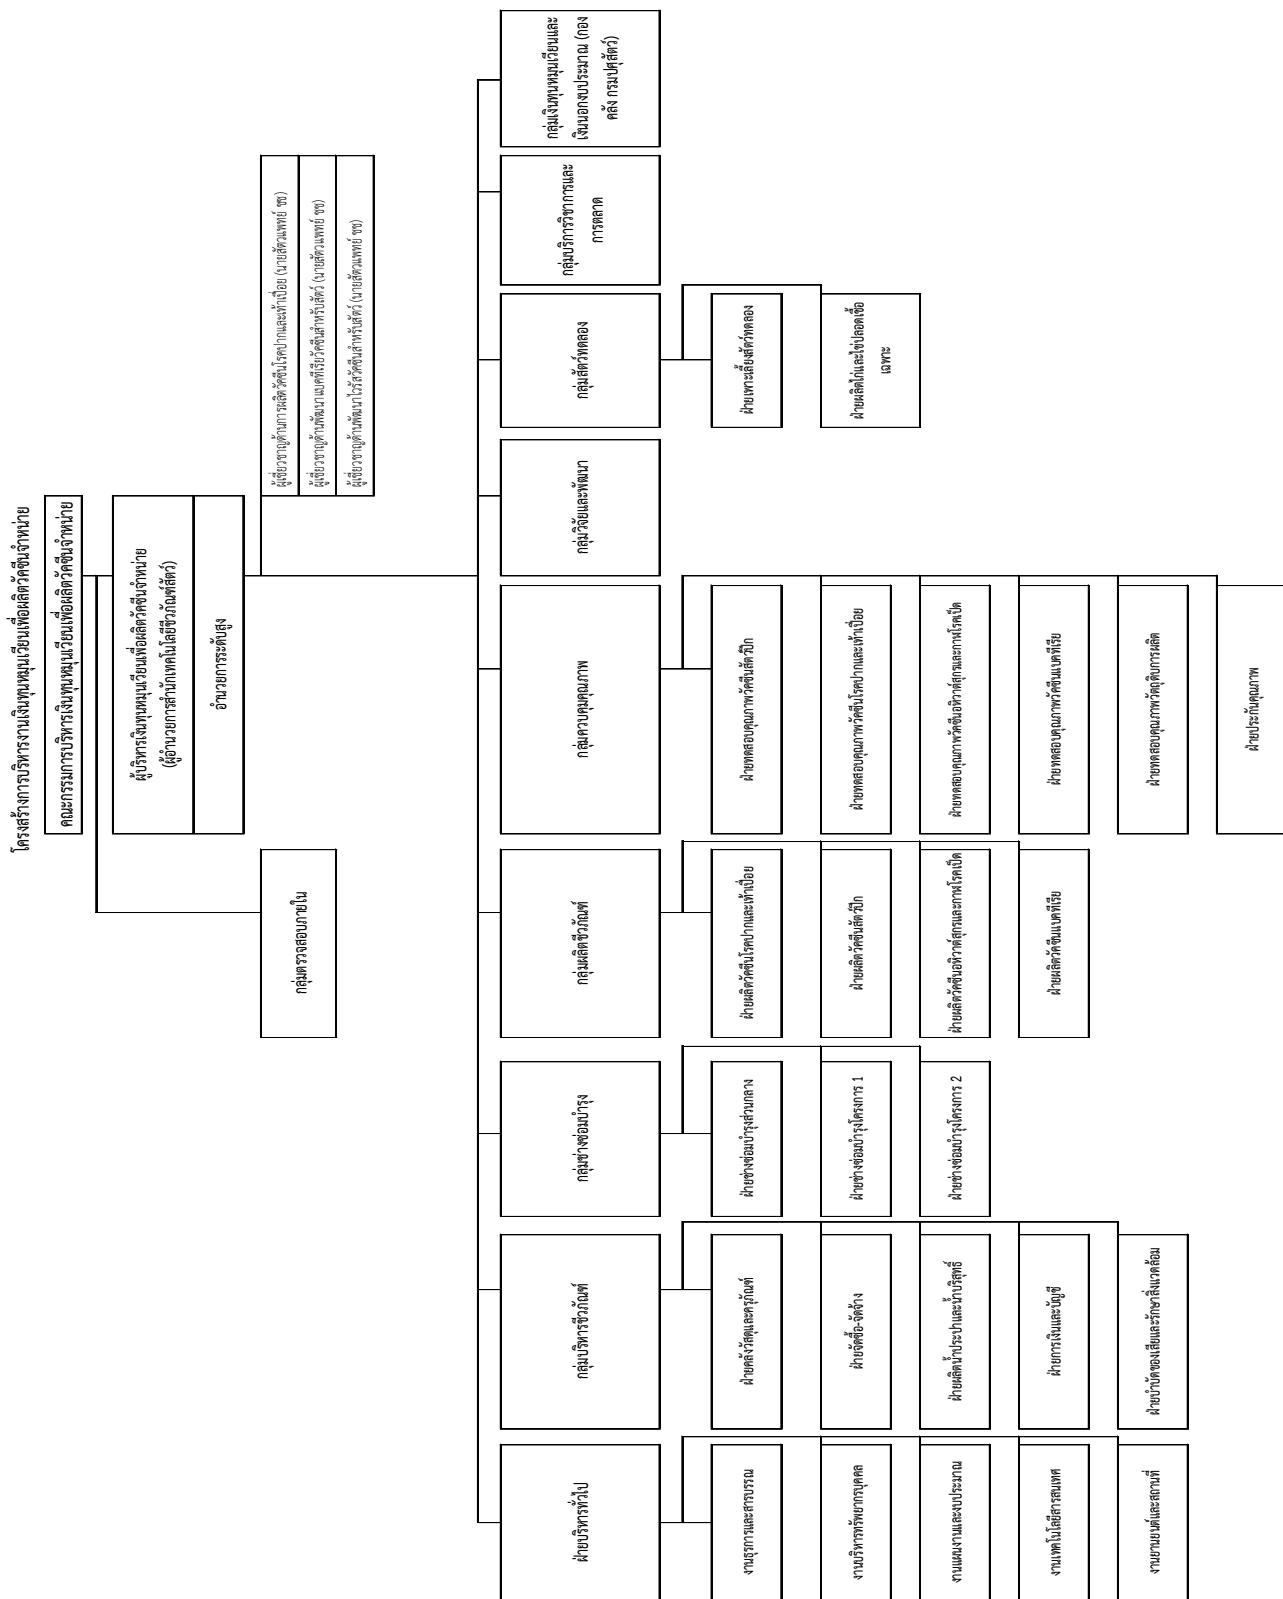 โครงสร้างการบริหารงานเงินทุนหมุนเวียนเพื่อผลิตวัคซีนจำหน่าย
คณะกรรมการบริหารเงินทุนหมุนเวียนเพื่อผลิตวัคซีนจำหน่าย
ผู้บริหารเงินทุนหมุนเวียนเพื่อผลิตวัคซีนจำหน่าย
(ผู้อำนวยการสำนักเทคโนโลยีชีวภัณฑ์สัตว์)
อำนวยการระดับสูง
กลุ่มตรวจสอบภายใน
ผู้เชี่ยวชาญด้านการผลิตวัคซีนโรคปากและเท้าเปื่อย (นายสัตวแพทย์ ชช)
ผู้เชี่ยวชาญด้านพัฒนาแบคทีเรียวัคซีนสำหรับสัตว์ (นายสัตวแพทย์ ชช)
ผู้เชี่ยวชาญด้านพัฒนาไวรัสวัคซีนสำหรับสัตว์ (นายสัตวแพทย์ ชช)
ฝ่ายบริหารทั่วไป
งานธุรการและสารบรรณ
งานบริหารทรัพยากรบุคคล
งานแผนงานและงบประมาณ
งานเทคโนโลยีสารสนเทศ
งานยานยนต์และสถานที่
กลุ่มบริหารชีวภัณฑ์
ฝ่ายคลังวัสดุและครุภัณฑ์
ฝ่ายจัดซื้อ-จัดจ้าง
ฝ่ายผลิตน้ำประปาและน้ำบริสุทธิ์
ฝ่ายการเงินและบัญชี
ฝ่ายบำบัดของเสียและรักษาสิ่งแวดล้อม
กลุ่มช่างซ่อมบำรุง
ฝ่ายช่างซ่อมบำรุงส่วนกลาง
ฝ่ายช่างซ่อมบำรุงโครงการ 1
ฝ่ายช่างซ่อมบำรุงโครงการ 2
กลุ่มผลิตชีวภัณฑ์
ฝ่ายผลิตวัคซีนโรคปากและเท้าเปื่อย
ฝ่ายผลิตวัคซีนสัตว์ปีก
ฝ่ายผลิตวัคซีนอหิวาต์สุกรและกาฬโรคเป็ด
ฝ่ายผลิตวัคซีนแบคทีเรีย
กลุ่มควบคุมคุณภาพ
ฝ่ายทดสอบคุณภาพวัคซีนสัตว์ปีก
ฝ่ายทดสอบคุณภาพวัคซีนโรคปากและเท้าเปื่อย
ฝ่ายทดสอบคุณภาพวัคซีนอหิวาต์สุกรและกาฬโรคเป็ด
ฝ่ายทดสอบคุณภาพวัคซีนแบคทีเรีย
ฝ่ายทดสอบคุณภาพวัตถุดิบการผลิต
ฝ่ายประกันคุณภาพ
กลุ่มวิจัยและพัฒนา
กลุ่มสัตว์ทดลอง
ฝ่ายเพาะเลี้ยงสัตว์ทดลอง
ฝ่ายผลิตไก่และไข่ปลอดเชื้อ
เฉพาะ
กลุ่มบริการวิชาการและ
การตลาด
กลุ่มเงินทุนหมุนเวียนและ
เงินนอกงบประมาณ (กอง
คลัง กรมปศุสัตว์)